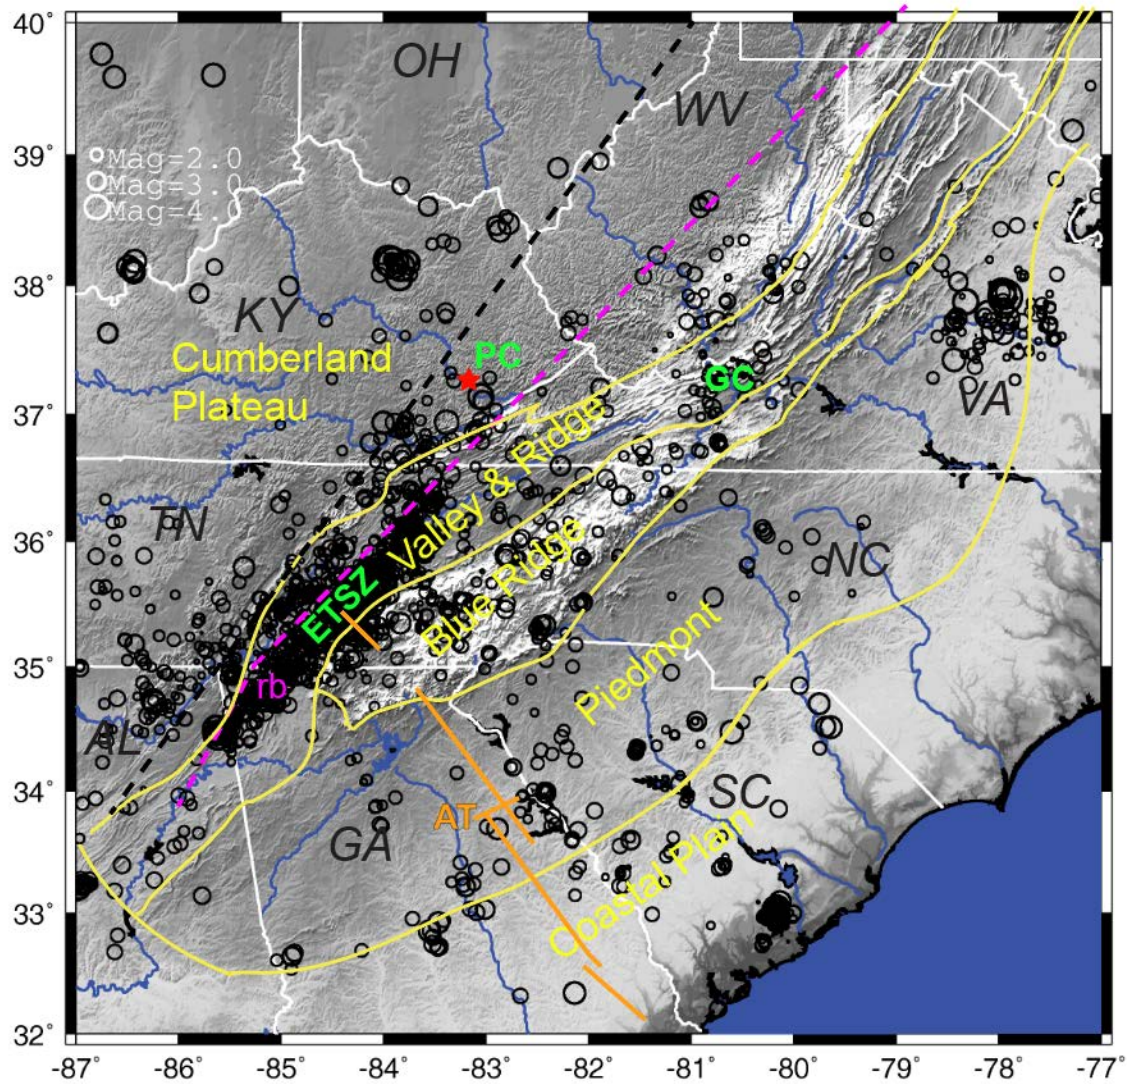 40°
OH
WV
39°
Mag=2.0
Mag=3.0
Mag=4.0
38°
KY
PC
Cumberland
Plateau
GC
37°
VA
Valley & Ridge
TN
36°
NC
ETSZ
Blue Ridge
Piedmont
35°
rb
AL
34°
SC
AT
GA
Coastal Plain
33°
32°
-87° -86° -85° -84° -83° -82° -81° -80° -79° -78° -77°